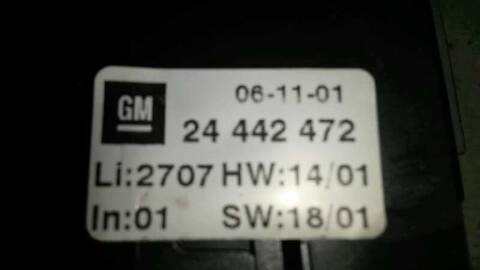 GM
06-11-01
24 442 472
Li:2707 HW:14/01
In:01 SW:18/01